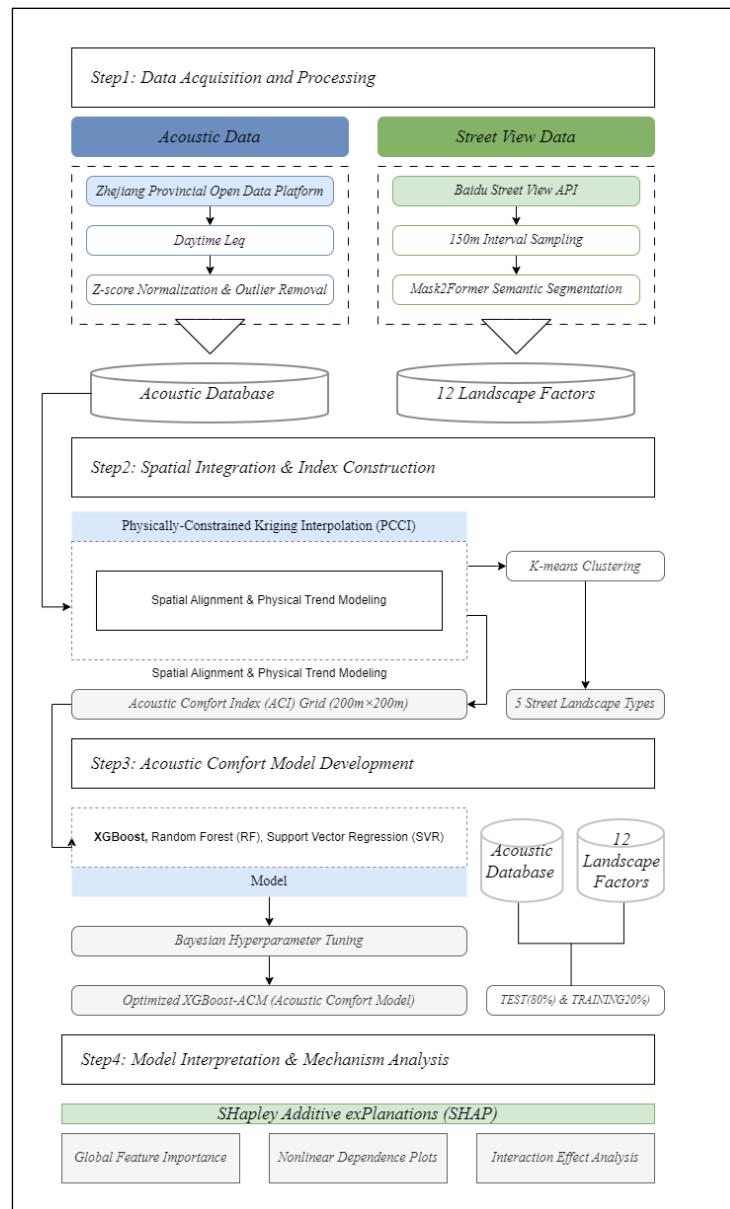 Step1: Data Acquisition and Processing
Acoustic Data
Street View Data
Zhejiang Provincial Open Data Platform
Baidu Street View API
Daytime Leq
150m Interval Sampling
Z-score Normalization & Outlier Removal
Mask2Former Semantic Segmentation
Acoustic Database
12 Landscape Factors
Step2: Spatial Integration & Index Construction
Physically-Constrained Kriging Interpolation (PCCI)
K-means Clustering
Spatial Alignment & Physical Trend Modeling
Spatial Alignment & Physical Trend Modeling
Acoustic Comfort Index (ACI) Grid (200m×200m)
5 Street Landscape Types
Step3: Acoustic Comfort Model Development
XGBoost, Random Forest (RF), Support Vector Regression (SVR)
Model
Acoustic
Database
12
Landscape
Factors
Bayesian Hyperparameter Tuning
Optimized XGBoost-ACM (Acoustic Comfort Model)
TEST(80%) & TRAINING20%)
Step4: Model Interpretation & Mechanism Analysis
SHapley Additive exPlanations (SHAP)
Global Feature Importance
Nonlinear Dependence Plots
Interaction Effect Analysis